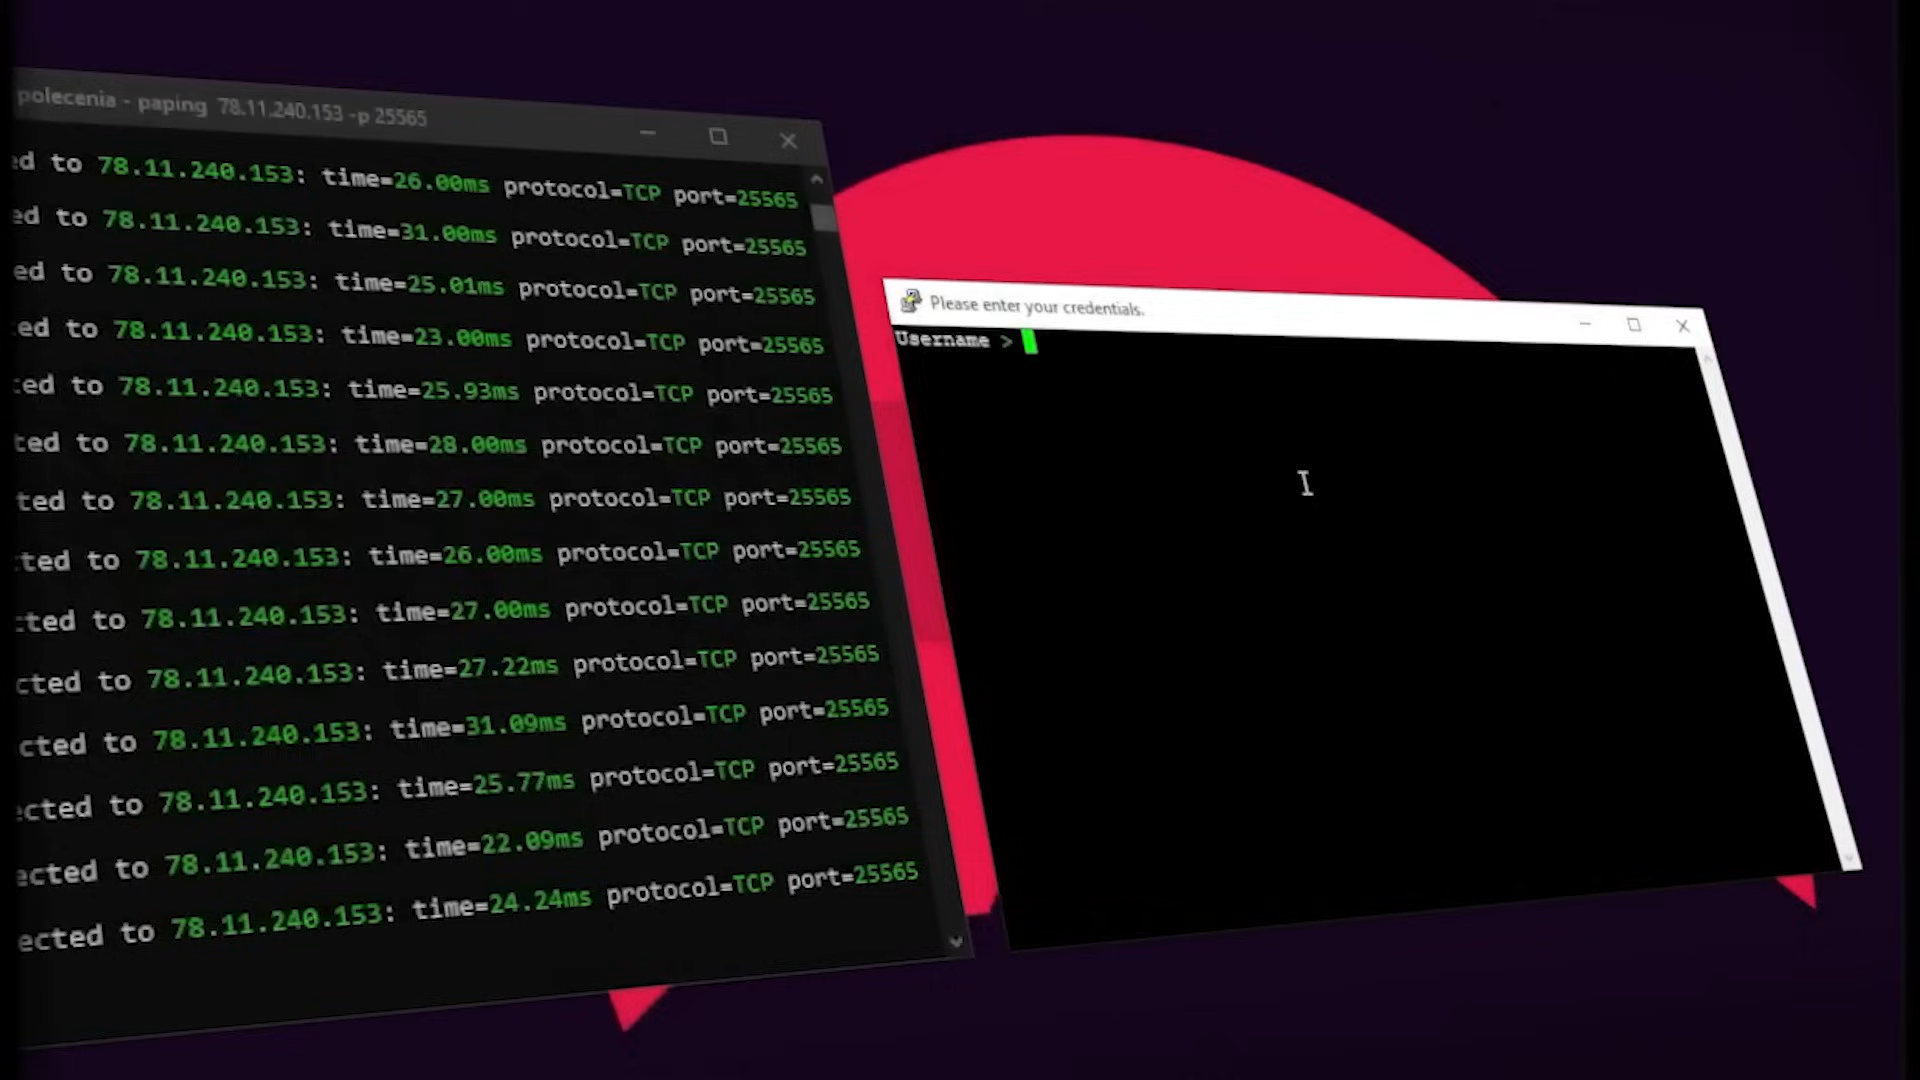 polecenia - paping 78.11.240.153 -p 25565
ed to 78.11.240.153: time=26.00ms protocol=TCP port=25565
ed to 78.11.240.153: time=31.00ms protocol=TCP port=25565
ed to 78.11.240.153: time=25.01ms protocol=TCP port=25565
ed to 78.11.240.153: time=23.00ms protocol=TCP port=25565
ted to 78.11.240.153: time=25.93ms protocol=TCP port=25565
ted to 78.11.240.153: time=28.00ms protocol=TCP port=25565
ted to 78.11.240.153: time=27.00ms protocol=TCP port=25565
cted to 78.11.240.153: time=26.00ms protocol=TCP port=25565
cted to 78.11.240.153: time=27.00ms protocol=TCP port=25565
cted to 78.11.240.153: time=27.22ms protocol=TCP port=25565
cted to 78.11.240.153: time=31.09ms protocol=TCP port=25565
ected to 78.11.240.153: time=25.77ms protocol=TCP port=25565
ected to 78.11.240.153: time=22.09ms protocol=TCP port=25565
ected to 78.11.240.153: time=24.24ms protocol=TCP port=25565
Please enter your credentials.
Username >